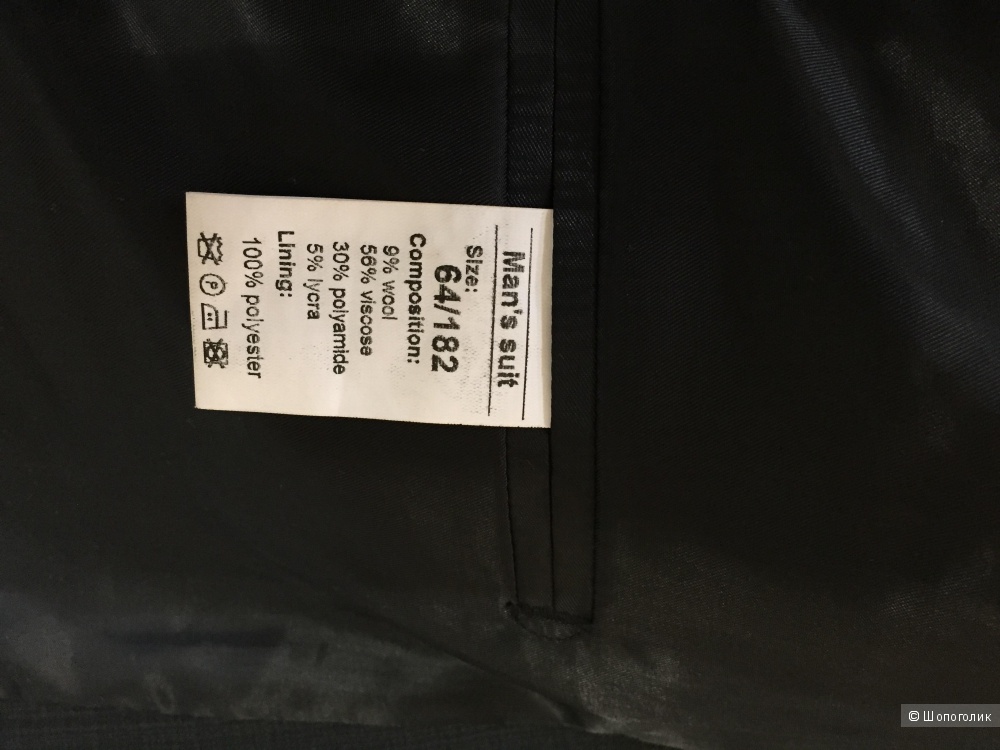 Man's suit
Size:
64/182
Composition:
9% wool
56% viscose
30% polyamide
5% lycra
Lining:
100% polyester
P
© Шопоголик